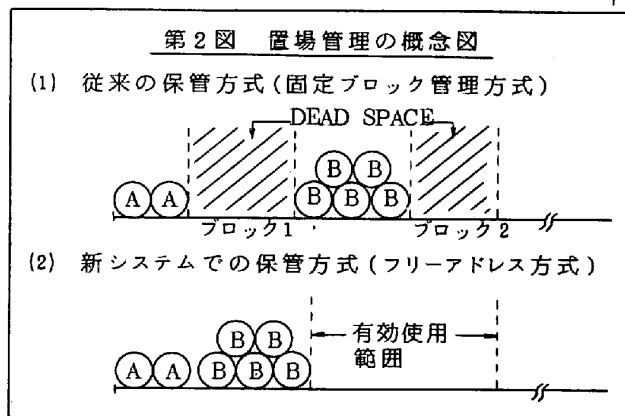 第2図 置場管理の概念図
(1) 従来の保管方式(固定ブロック管理方式)
DEAD SPACE
B B
A A B B B
ブロック1 ブロック2
(2) 新システムでの保管方式(フリーアドレス方式)
B B 有効使用
範囲
A A B B B